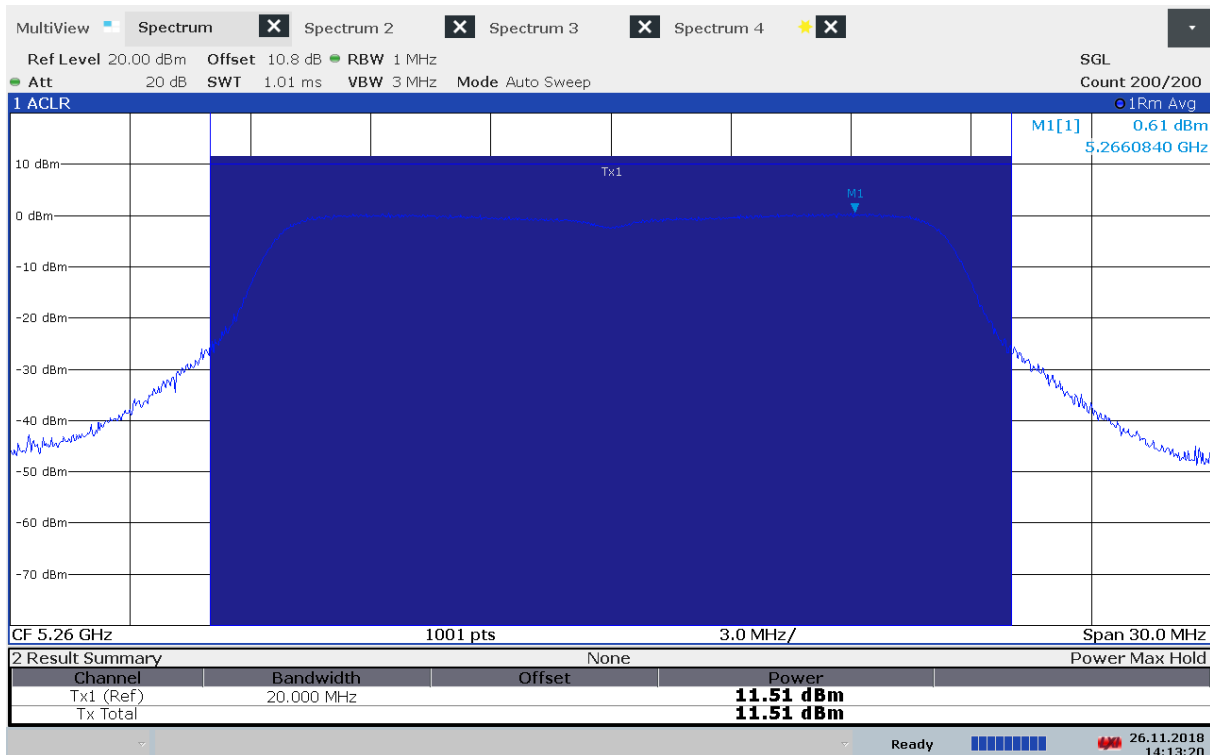 MultiView Spectrum Spectrum 2 Spectrum 3 Spectrum 4
Ref Level 20.00 dBm Offset 10.8 dB RBW 1 MHz SGL
Att 20 dB SWT 1.01 ms VBW 3 MHz Mode Auto Sweep Count 200/200
1 ACLR 1Rm Avg
M1[1] 0.61 dBm
5.2660840 GHz
10 dBm
Tx1
M1
0 dBm
-10 dBm
-20 dBm
-30 dBm
-40 dBm
-50 dBm
-60 dBm
-70 dBm
CF 5.26 GHz 1001 pts 3.0 MHz/ Span 30.0 MHz
2 Result Summary None Power Max Hold
Channel Bandwidth Offset Power
Tx1 (Ref) 20.000 MHz 11.51 dBm
Tx Total 11.51 dBm
Ready 26.11.2018
14:13:20